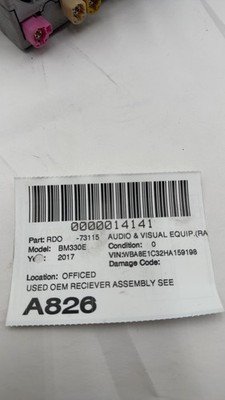 0000014141
Part: RDO -73115 AUDIO & VISUAL EQUIP.(RA
Model: BM330E Condition: 0
2017 VIN:WBA8E1C32HA159198
Damage Code:
Location: OFFICED
USED OEM RECIEVER ASSEMBLY SEE
A826